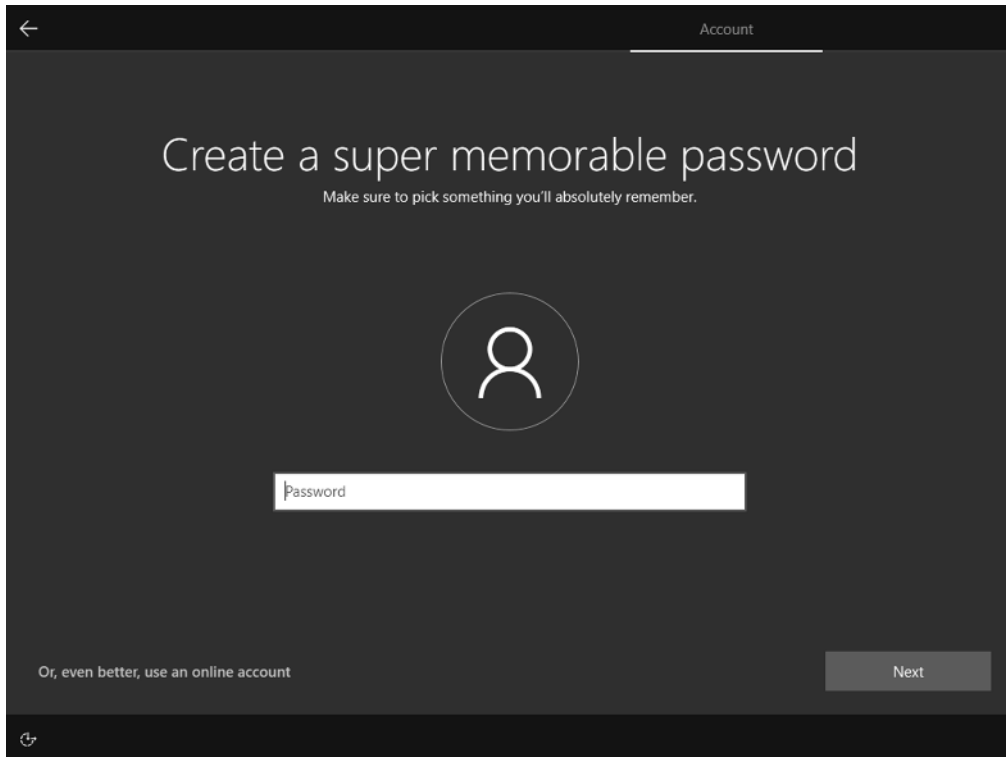 Account
Create a super memorable password
Make sure to pick something you'll absolutely remember.
Password
Or, even better, use an online account
Next